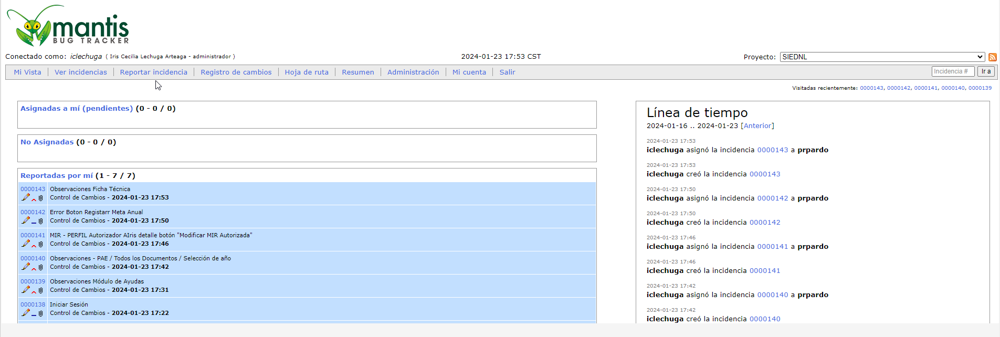 mantis
BUG TRACKER
Conectado como: iclechuga ( Iris Cecilia Lechuga Arteaga - administrador )
2024-01-23 17:53 CST
Proyecto: SIEDNL
Mi Vista Ver incidencias Reportar incidencia Registro de cambios Hoja de ruta Resumen Administración Mi cuenta Salir
Incidencia # Ir a
Visitadas recientemente: 0000143, 0000142, 0000141, 0000140, 0000139
Asignadas a mí (pendientes) (0 - 0 / 0)
No Asignadas (0 - 0 / 0)
Reportadas por mí (1 - 7 / 7)
0000143 Observaciones Ficha Técnica
Control de Cambios - 2024-01-23 17:53
0000142 Error Boton Registarr Meta Anual
Control de Cambios - 2024-01-23 17:50
0000141 MIR - PERFIL Autorizador AIris detalle botón "Modificar MIR Autorizada"
Control de Cambios - 2024-01-23 17:46
0000140 Observaciones - PAE / Todos los Documentos / Selección de año
Control de Cambios - 2024-01-23 17:42
0000139 Observaciones Módulo de Ayudas
Control de Cambios - 2024-01-23 17:31
0000138 Iniciar Sesión
Control de Cambios - 2024-01-23 17:22
Línea de tiempo
2024-01-16 .. 2024-01-23 [Anterior]
2024-01-23 17:53
iclechuga asignó la incidencia 0000143 a prpardo
2024-01-23 17:53
iclechuga creó la incidencia 0000143
2024-01-23 17:50
iclechuga asignó la incidencia 0000142 a prpardo
2024-01-23 17:50
iclechuga creó la incidencia 0000142
2024-01-23 17:46
iclechuga asignó la incidencia 0000141 a prpardo
2024-01-23 17:46
iclechuga creó la incidencia 0000141
2024-01-23 17:42
iclechuga asignó la incidencia 0000140 a prpardo
2024-01-23 17:42
iclechuga creó la incidencia 0000140